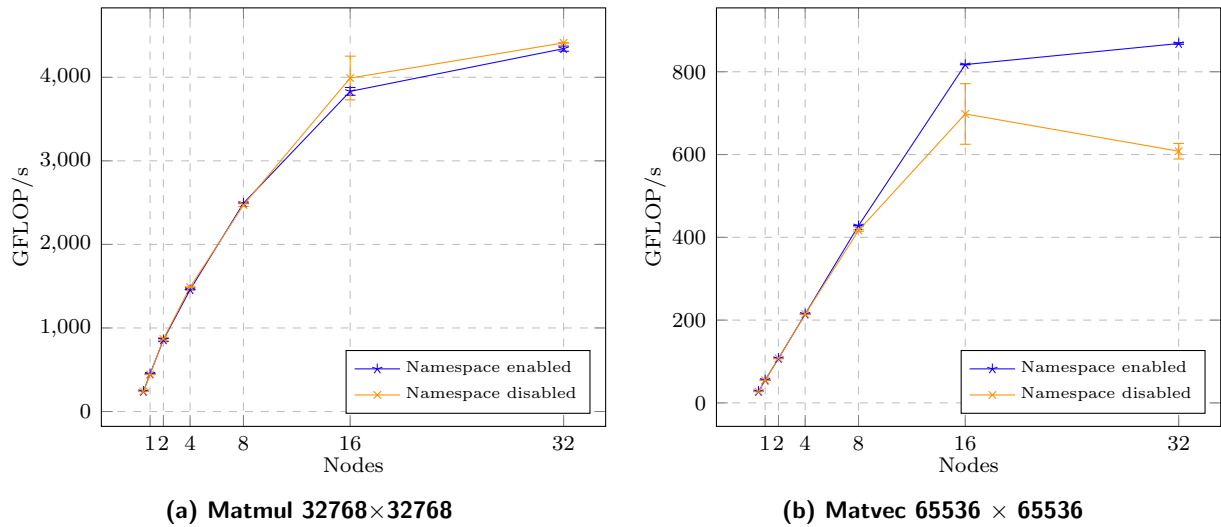 4,000
3,000
2,000
1,000
0
GFLOP/s
1 2 4 8 16 32
Nodes
Namespace enabled
Namespace disabled
(a) Matmul 32768×32768
800
600
400
200
0
GFLOP/s
1 2 4 8 16 32
Nodes
Namespace enabled
Namespace disabled
(b) Matvec 65536 × 65536